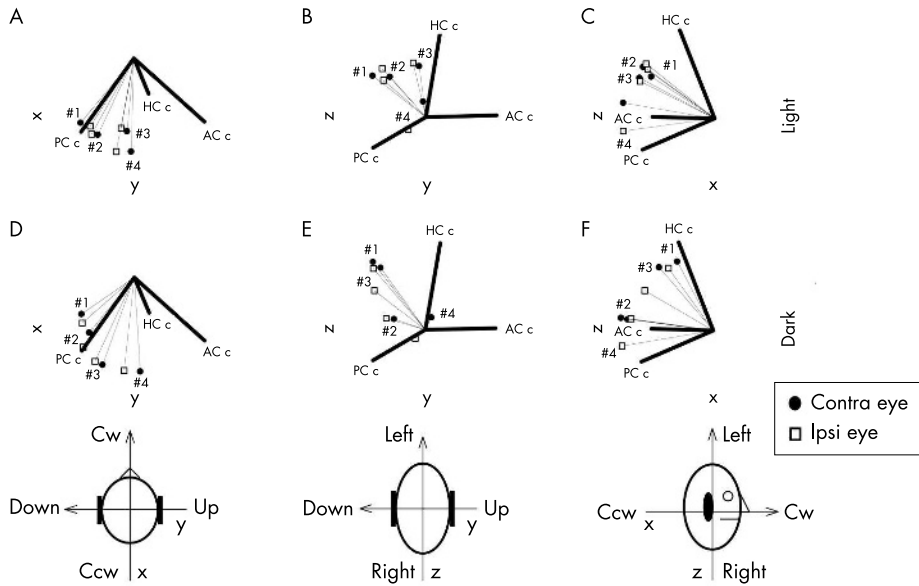 A
B
C
HC c
HC c
#3
#1
#2
#2
#1
#3
#1
HC c
#3
#4
AC c
AC c
#4
PC c
#2
AC c
#4
PC c
PC c
x
z
z
Light
y
y
x
D
E
F
HC c
#1
HC c
#1
#3
#1
#3
HC c
#4
#2
#2
#2
AC c
AC c
PC c
AC c
#4
#3
#4
PC c
PC c
x
z
z
Dark
y
y
x
Contra eye
Ipsi eye
Cw
Left
Left
Down
Up
Down
Up
Ccw
Cw
y
y
x
Ccw
x
Right
z
z
Right